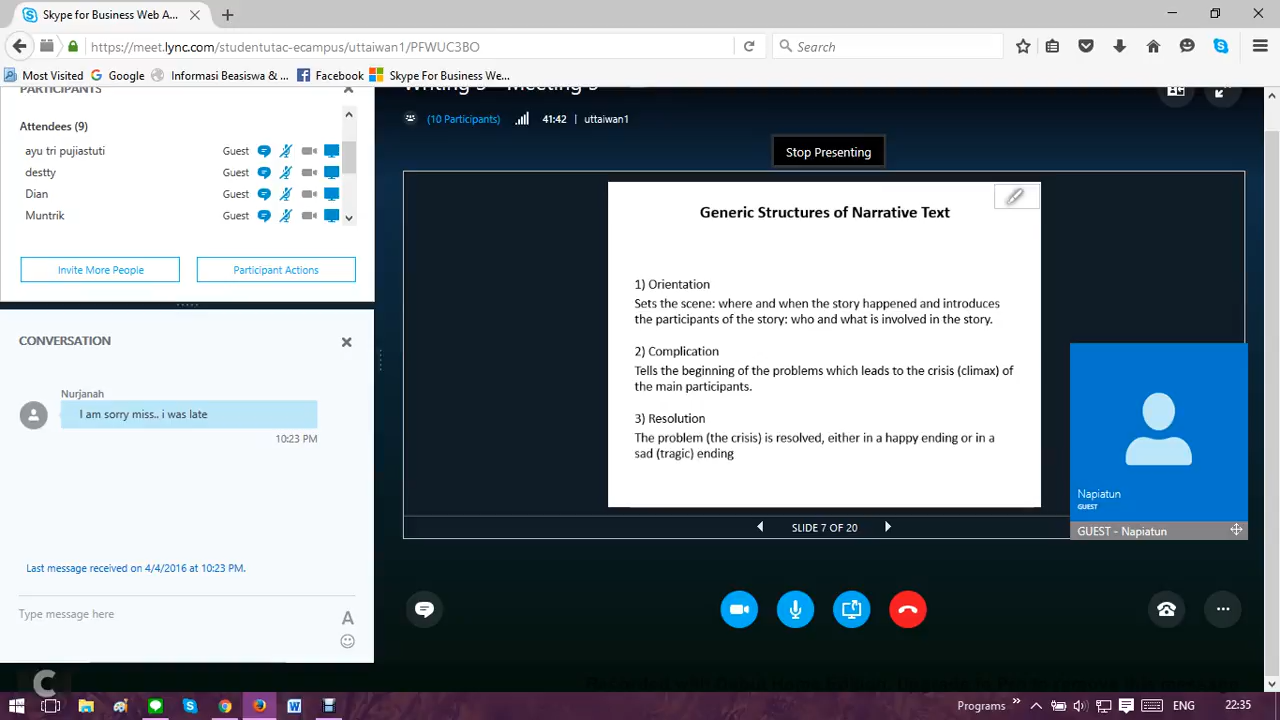 Skype for Business Web A...
https://meet.lync.com/studentutac-ecampus/uttaiwan1/PFWUC3BO
Search
Most Visited
Google
Informasi Beasiswa &...
Facebook
Skype For Business We...
PARTICIPANTS
Attendees (9)
ayu tri pujiastuti Guest
destty Guest
Dian Guest
Muntrik Guest
Invite More People
Participant Actions
CONVERSATION
Nurjanah
I am sorry miss.. i was late
10:23 PM
Last message received on 4/4/2016 at 10:23 PM.
Type message here
A
Writing 3 - Meeting 3
(10 Participants) 41:42 | uttaiwan1
Stop Presenting
Generic Structures of Narrative Text
1) Orientation
Sets the scene: where and when the story happened and introduces
the participants of the story: who and what is involved in the story.
2) Complication
Tells the beginning of the problems which leads to the crisis (climax) of
the main participants.
3) Resolution
The problem (the crisis) is resolved, either in a happy ending or in a
sad (tragic) ending
SLIDE 7 OF 20
Napiatun
GUEST
GUEST - Napiatun
C
Programs
ENG
22:35